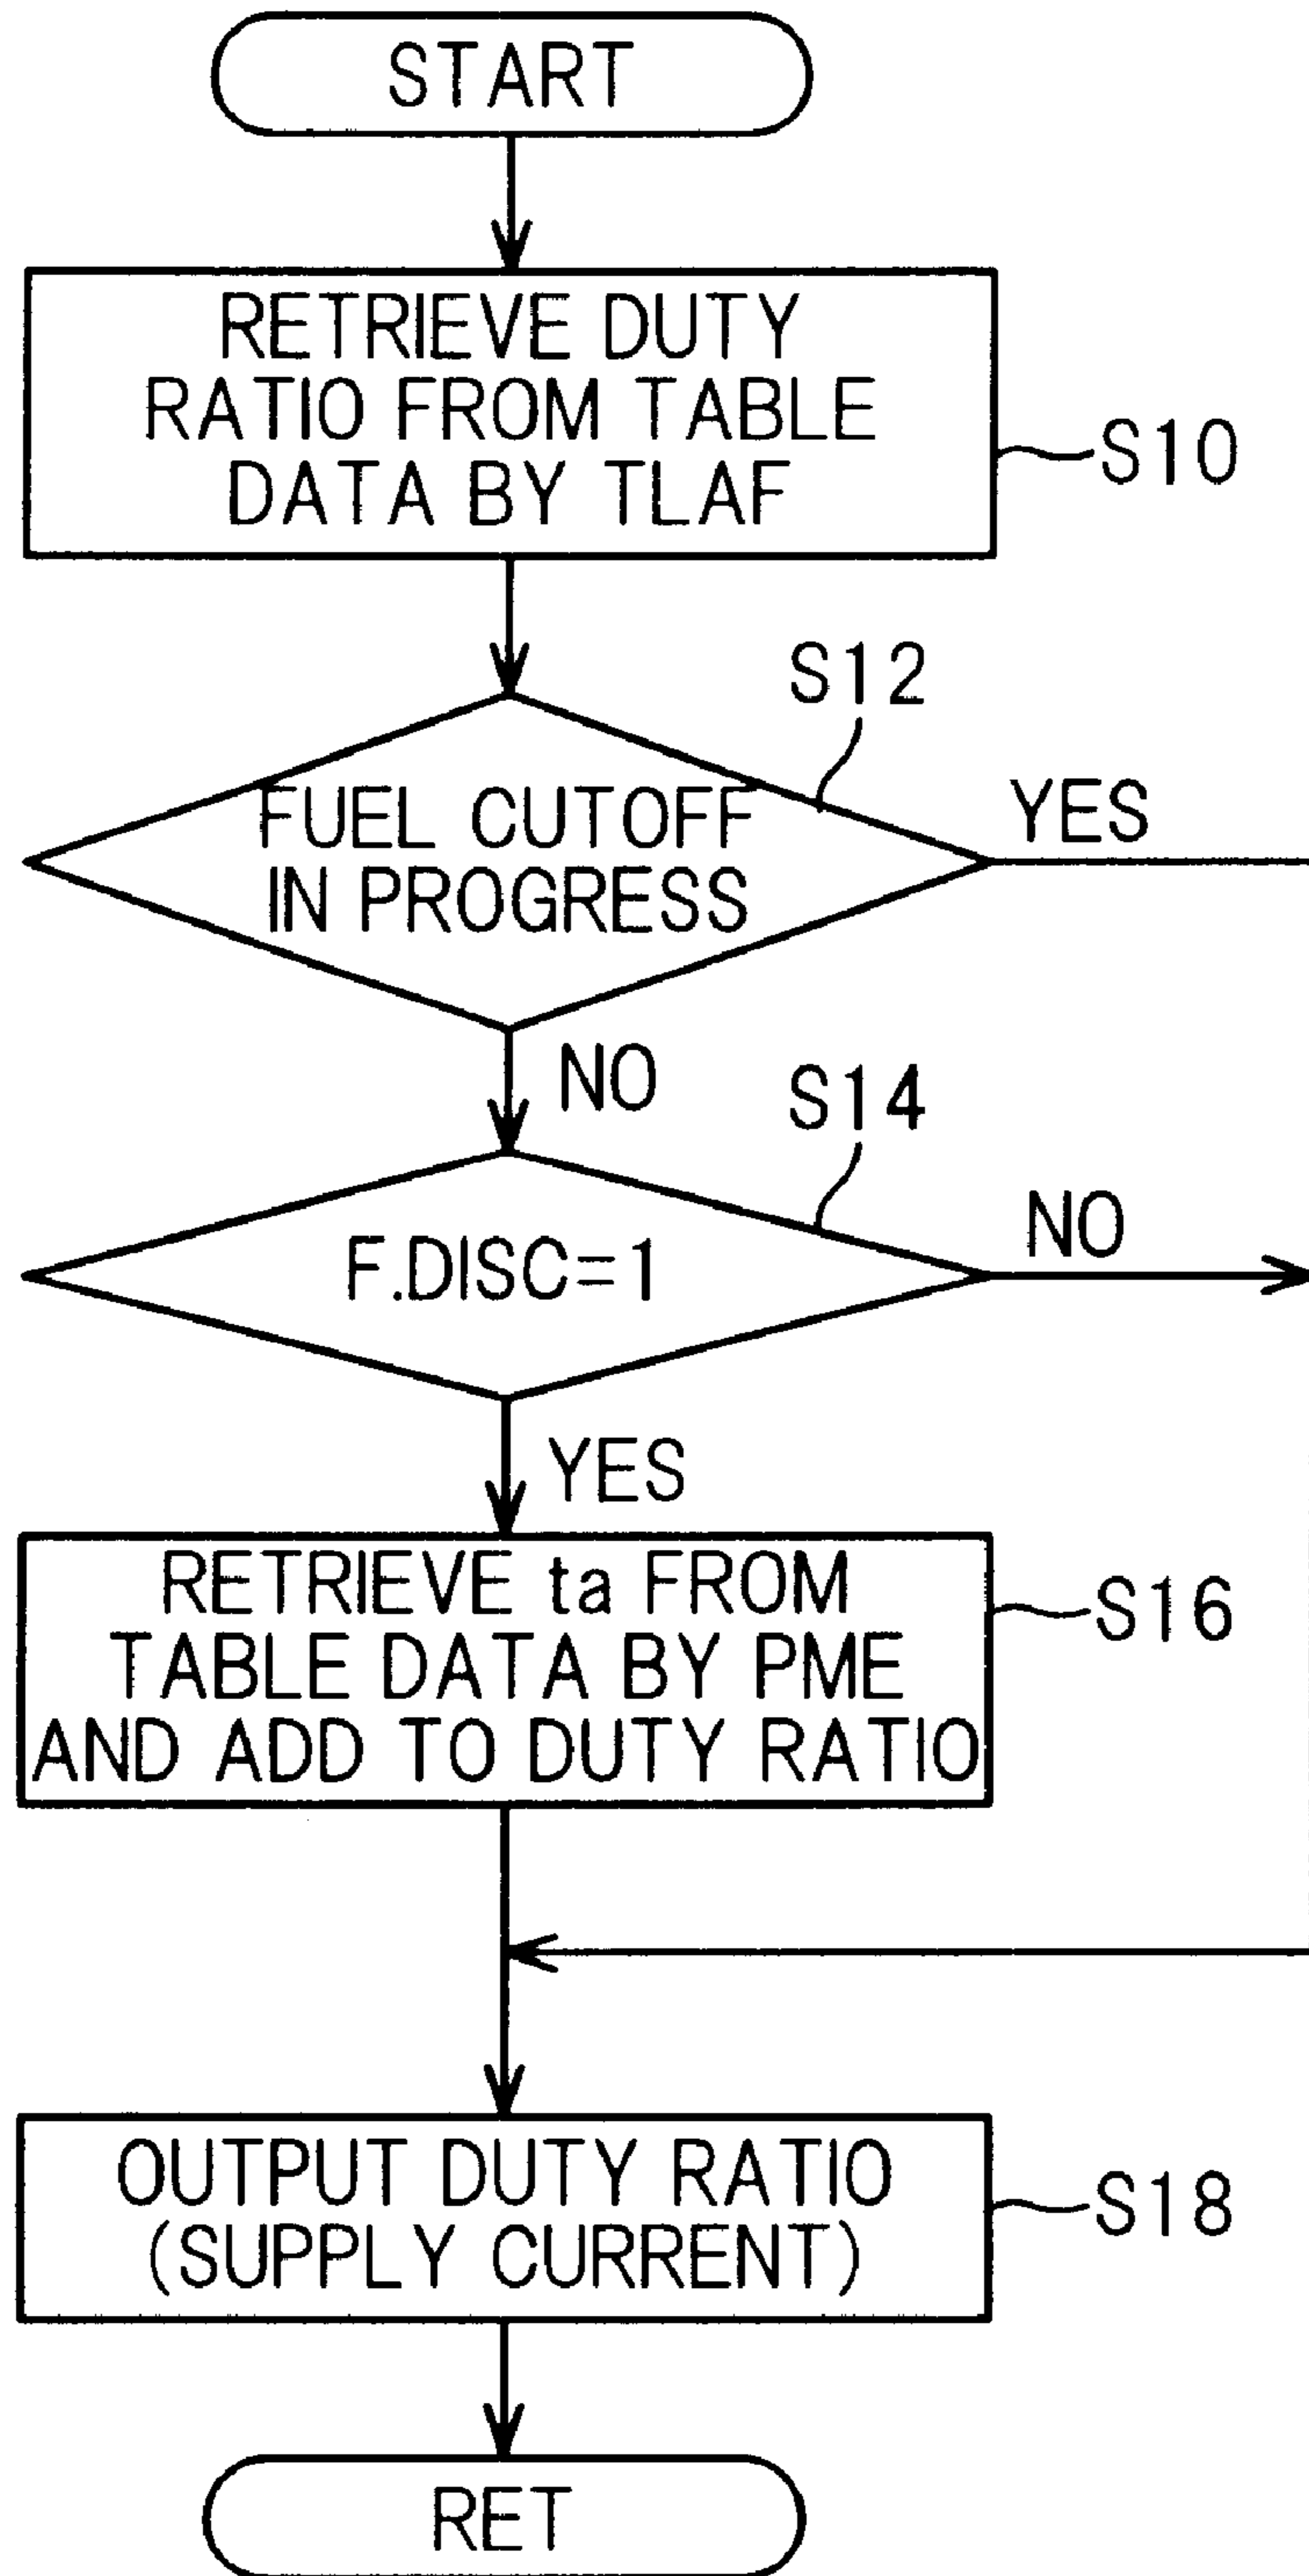 START
RETRIEVE DUTY
RATIO FROM TABLE
DATA BY TLAF
S10
S12
FUEL CUTOFF
IN PROGRESS
YES
NO
S14
F.DISC=1
NO
YES
RETRIEVE ta FROM
TABLE DATA BY PME
AND ADD TO DUTY RATIO
S16
OUTPUT DUTY RATIO
(SUPPLY CURRENT)
S18
RET